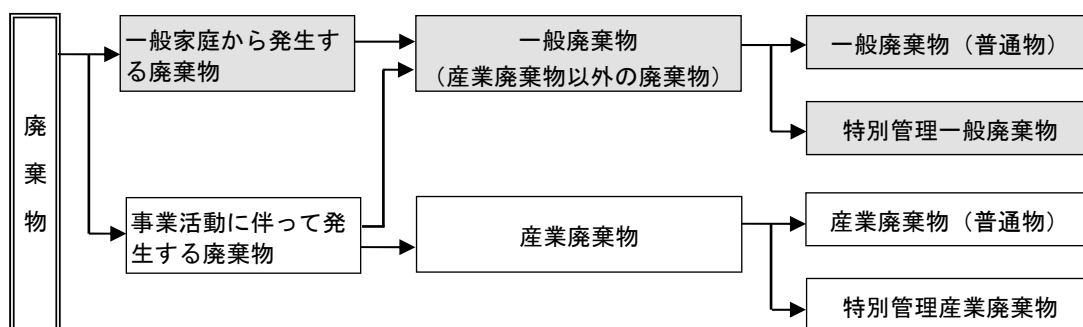 廃棄物
一般家庭から発生す
る廃棄物
一般廃棄物
（産業廃棄物以外の廃棄物）
一般廃棄物（普通物）
特別管理一般廃棄物
事業活動に伴って発
生する廃棄物
産業廃棄物
産業廃棄物（普通物）
特別管理産業廃棄物